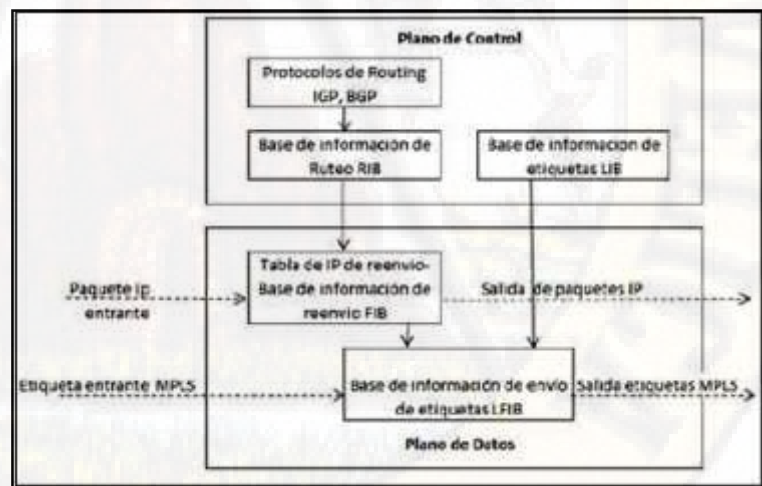 Plano de Control
Protocolos de Routing
IGP, BGP
Base de información de
Ruteo RIB
Base de información de
etiquetas LIB
Tabla de IP de reenvio-
Base de información de
reenvio FIB
Paquete Ip
entrante
Salida de paquetes IP
Etiqueta entrante MPLS
Base de información de envío
de etiquetas LFIB
Salida etiquetas MPLS
Plano de Datos